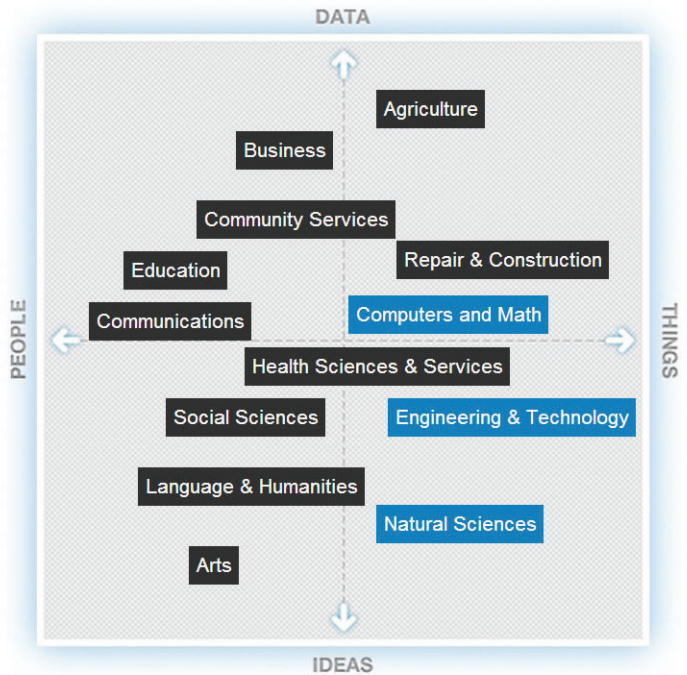 DATA
Agriculture
Business
Community Services
Repair & Construction
Education
PEOPLE
Communications
Computers and Math
THINGS
Health Sciences & Services
Social Sciences
Engineering & Technology
Language & Humanities
Natural Sciences
Arts
IDEAS